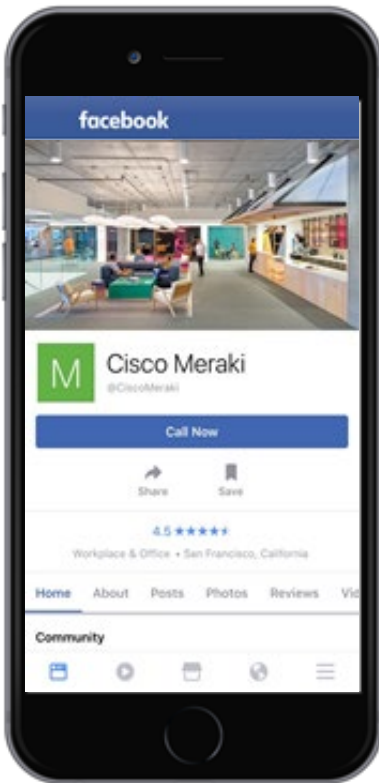 facebook
M
Cisco Meraki
@CiscoMeraki
Call Now
Share Save
4.5 ★★★★⯨
Workplace & Office • San Francisco, California
Home About Posts Photos Reviews Vid
Community